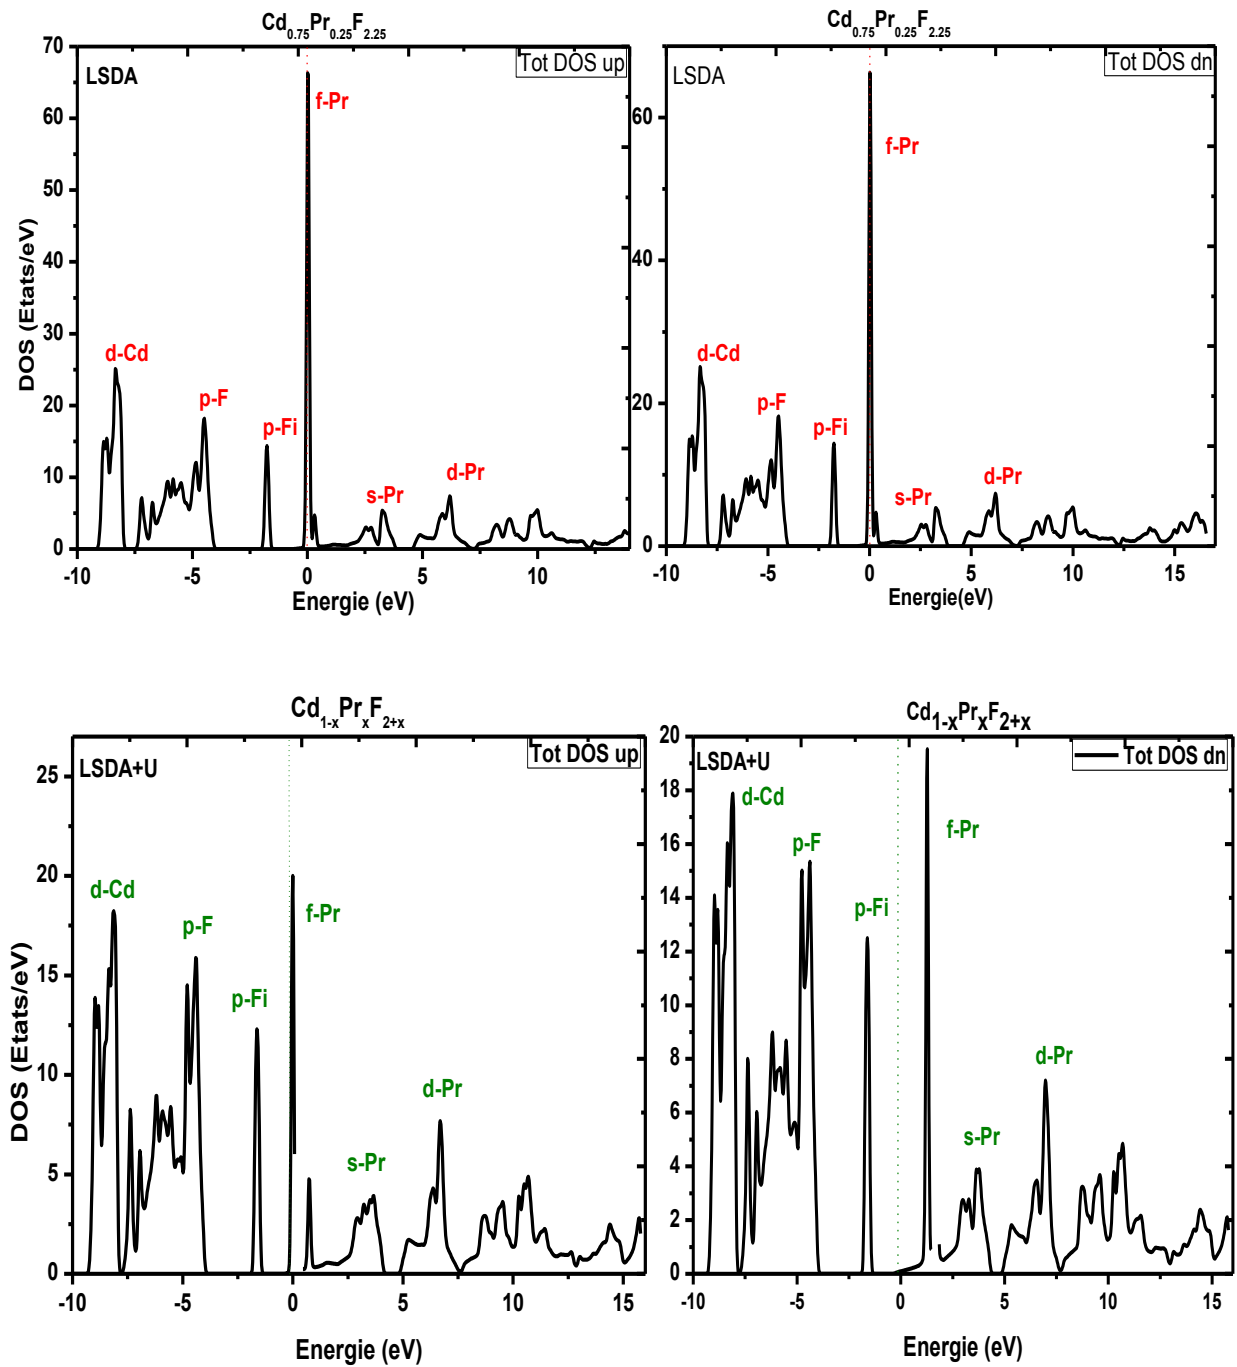 Cd0.75Pr0.25F2.25
Tot DOS up
LSDA
f-Pr
d-Cd
p-F
p-Fi
s-Pr
d-Pr
70
60
50
40
30
20
10
0
-10 -5 0 5 10
DOS (Etats/eV)
Energie (eV)
Cd0.75Pr0.25F2.25
Tot DOS dn
LSDA
f-Pr
d-Cd
p-F
p-Fi
s-Pr
d-Pr
60
40
20
0
-10 -5 0 5 10 15
Energie(eV)
Cd1-xPrxF2+x
Tot DOS up
LSDA+U
d-Cd
p-F
f-Pr
p-Fi
d-Pr
s-Pr
25
20
15
10
5
0
-10 -5 0 5 10 15
DOS (Etats/eV)
Energie (eV)
Cd1-xPrxF2+x
Tot DOS dn
LSDA+U
d-Cd
p-F
f-Pr
p-Fi
d-Pr
s-Pr
20
18
16
14
12
10
8
6
4
2
0
-10 -5 0 5 10 15
Energie (eV)